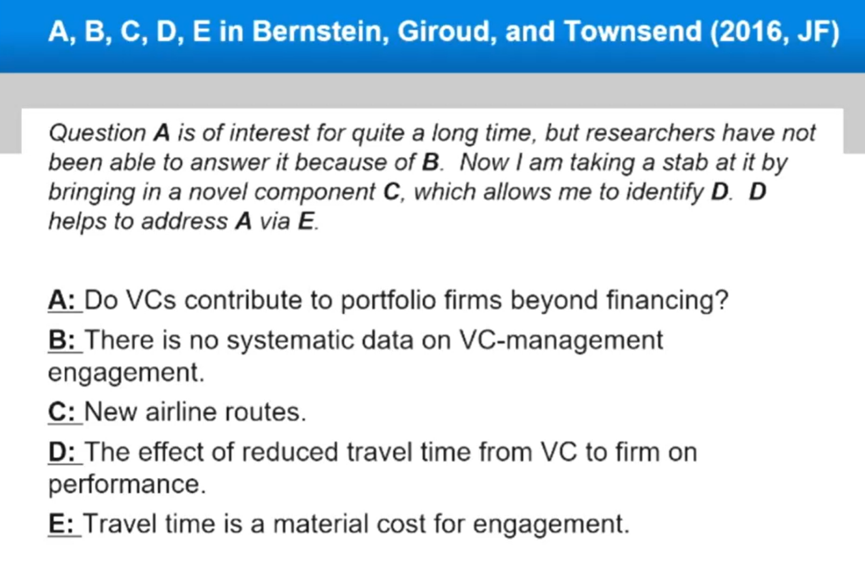 A, B, C, D, E in Bernstein, Giroud, and Townsend (2016, JF)
Question A is of interest for quite a long time, but researchers have not
been able to answer it because of B. Now I am taking a stab at it by
bringing in a novel component C, which allows me to identify D. D
helps to address A via E.
A: Do VCs contribute to portfolio firms beyond financing?
B: There is no systematic data on VC-management
engagement.
C: New airline routes.
D: The effect of reduced travel time from VC to firm on
performance.
E: Travel time is a material cost for engagement.